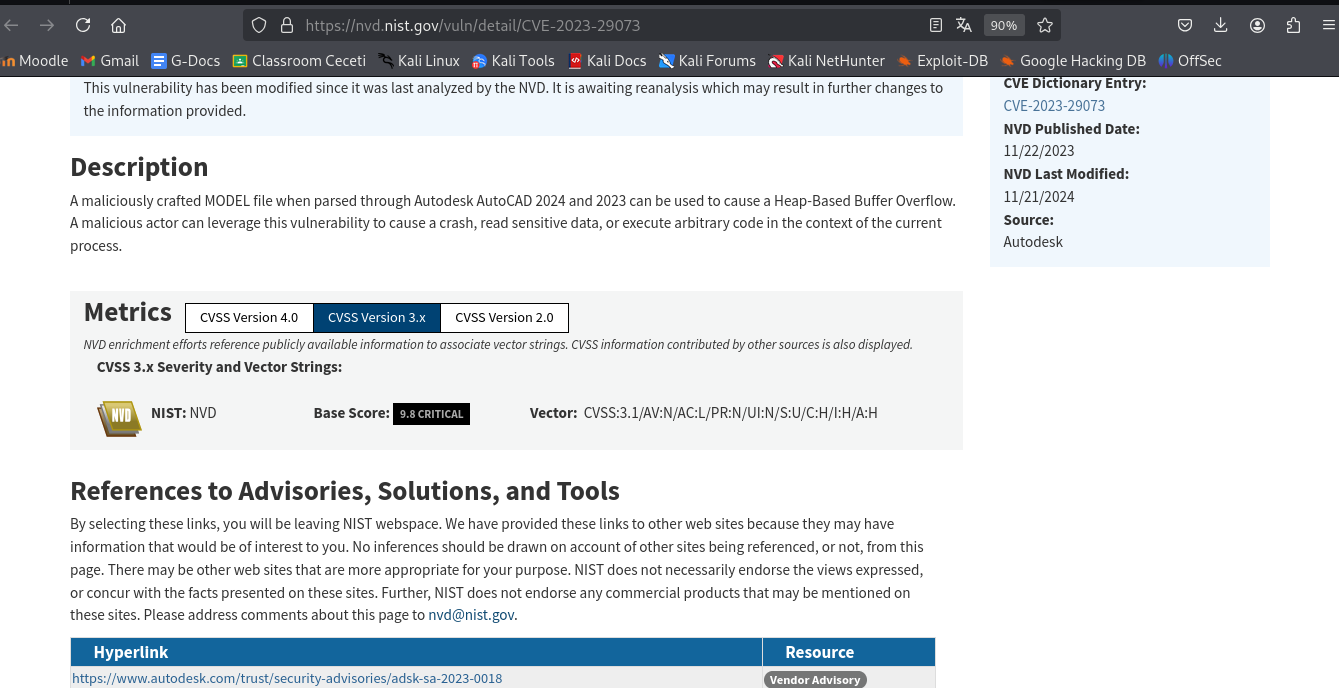 https://nvd.nist.gov/vuln/detail/CVE-2023-29073
90%
Moodle
Gmail
G-Docs
Classroom Ceceti
Kali Linux
Kali Tools
Kali Docs
Kali Forums
Kali NetHunter
Exploit-DB
Google Hacking DB
OffSec
This vulnerability has been modified since it was last analyzed by the NVD. It is awaiting reanalysis which may result in further changes to
the information provided.
Description
A maliciously crafted MODEL file when parsed through Autodesk AutoCAD 2024 and 2023 can be used to cause a Heap-Based Buffer Overflow.
A malicious actor can leverage this vulnerability to cause a crash, read sensitive data, or execute arbitrary code in the context of the current
process.
Metrics
CVSS Version 4.0
CVSS Version 3.x
CVSS Version 2.0
NVD enrichment efforts reference publicly available information to associate vector strings. CVSS information contributed by other sources is also displayed.
CVSS 3.x Severity and Vector Strings:
NVD
NIST: NVD
Base Score: 9.8 CRITICAL
Vector: CVSS:3.1/AV:N/AC:L/PR:N/UI:N/S:U/C:H/I:H/A:H
References to Advisories, Solutions, and Tools
By selecting these links, you will be leaving NIST webspace. We have provided these links to other web sites because they may have
information that would be of interest to you. No inferences should be drawn on account of other sites being referenced, or not, from this
page. There may be other web sites that are more appropriate for your purpose. NIST does not necessarily endorse the views expressed,
or concur with the facts presented on these sites. Further, NIST does not endorse any commercial products that may be mentioned on
these sites. Please address comments about this page to nvd@nist.gov.
Hyperlink
Resource
https://www.autodesk.com/trust/security-advisories/adsk-sa-2023-0018
Vendor Advisory
CVE Dictionary Entry:
CVE-2023-29073
NVD Published Date:
11/22/2023
NVD Last Modified:
11/21/2024
Source:
Autodesk